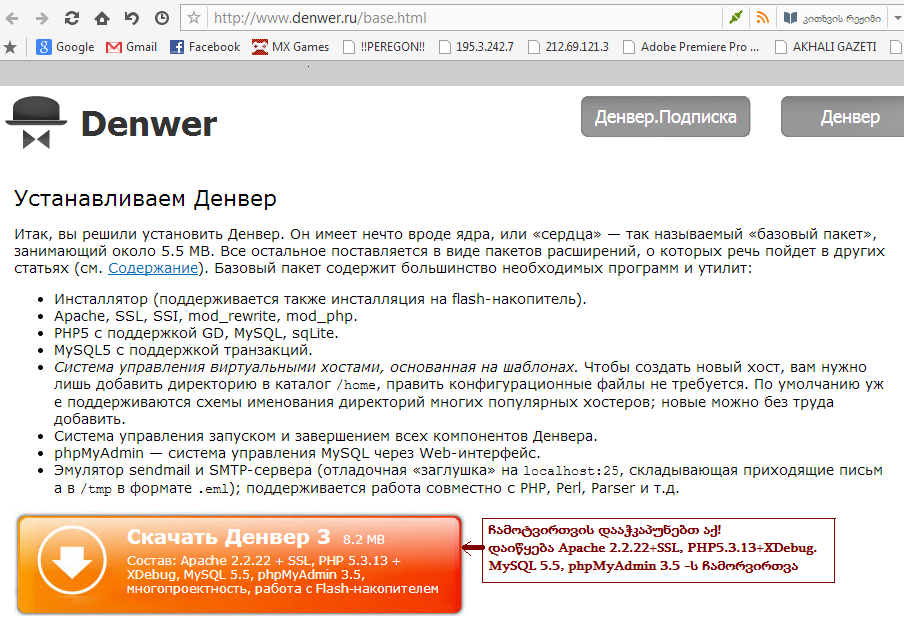 http://www.denwer.ru/base.html
კითხვის რეჟიმი
Google Gmail Facebook MX Games !!PEREGON!! 195.3.242.7 212.69.121.3 Adobe Premiere Pro ... AKHALI GAZETI
Denwer
Денвер.Подписка
Денвер
Устанавливаем Денвер
Итак, вы решили установить Денвер. Он имеет нечто вроде ядра, или «сердца» — так называемый «базовый пакет»,
занимающий около 5.5 MB. Все остальное поставляется в виде пакетов расширений, о которых речь пойдет в других
статьях (см. Содержание). Базовый пакет содержит большинство необходимых программ и утилит:
• Инсталлятор (поддерживается также инсталляция на flash-накопитель).
• Apache, SSL, SSI, mod_rewrite, mod_php.
• PHP5 с поддержкой GD, MySQL, sqLite.
• MySQL5 с поддержкой транзакций.
• Система управления виртуальными хостами, основанная на шаблонах. Чтобы создать новый хост, вам нужно
лишь добавить директорию в каталог /home, править конфигурационные файлы не требуется. По умолчанию уж
е поддерживаются схемы именования директорий многих популярных хостеров; новые можно без труда
добавить.
• Система управления запуском и завершением всех компонентов Денвера.
• phpMyAdmin — система управления MySQL через Web-интерфейс.
• Эмулятор sendmail и SMTP-сервера (отладочная «заглушка» на localhost:25, складывающая приходящие письм
а в /tmp в формате .eml); поддерживается работа совместно с PHP, Perl, Parser и т.д.
Скачать Денвер 3 8.2 MB
Состав: Apache 2.2.22 + SSL, PHP 5.3.13 +
XDebug, MySQL 5.5, phpMyAdmin 3.5,
многопроектность, работа с Flash-накопителем
ჩამოტვირთვის დააჭკაპუნებთ აქ!
დაიწყება Apache 2.2.22+SSL, PHP5.3.13+XDebug.
MySQL 5.5, phpMyAdmin 3.5 -ს ჩამორვირთვა